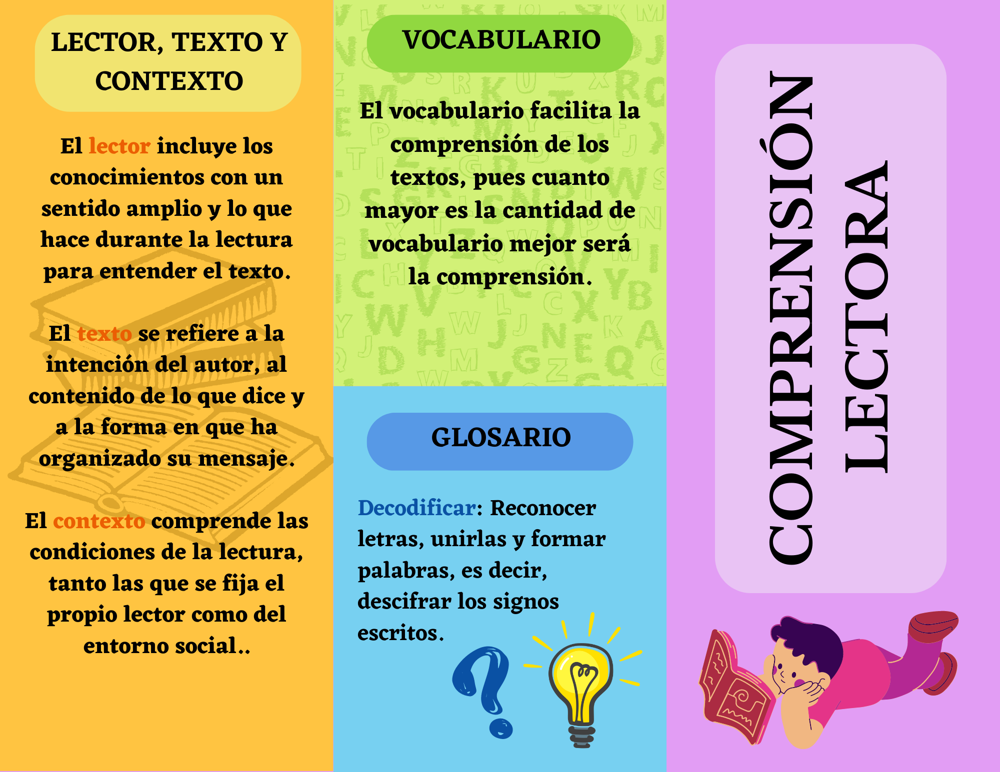 LECTOR, TEXTO Y
CONTEXTO
El lector incluye los
conocimientos con un
sentido amplio y lo que
hace durante la lectura
para entender el texto.
El texto se refiere a la
intención del autor, al
contenido de lo que dice y
a la forma en que ha
organizado su mensaje.
El contexto comprende las
condiciones de la lectura,
tanto las que se fija el
propio lector como del
entorno social..
VOCABULARIO
El vocabulario facilita la
comprensión de los
textos, pues cuanto
mayor es la cantidad de
vocabulario mejor será
la comprensión.
GLOSARIO
Decodificar: Reconocer
letras, unirlas y formar
palabras, es decir,
descifrar los signos
escritos.
COMPRENSIÓN
LECTORA